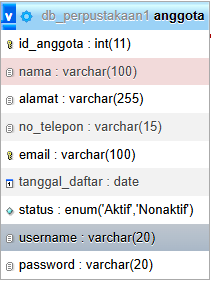 v db_perpustakaan1 anggota
id_anggota : int(11)
nama : varchar(100)
alamat : varchar(255)
no_telepon : varchar(15)
email : varchar(100)
tanggal_daftar : date
status : enum('Aktif','Nonaktif')
username : varchar(20)
password : varchar(20)